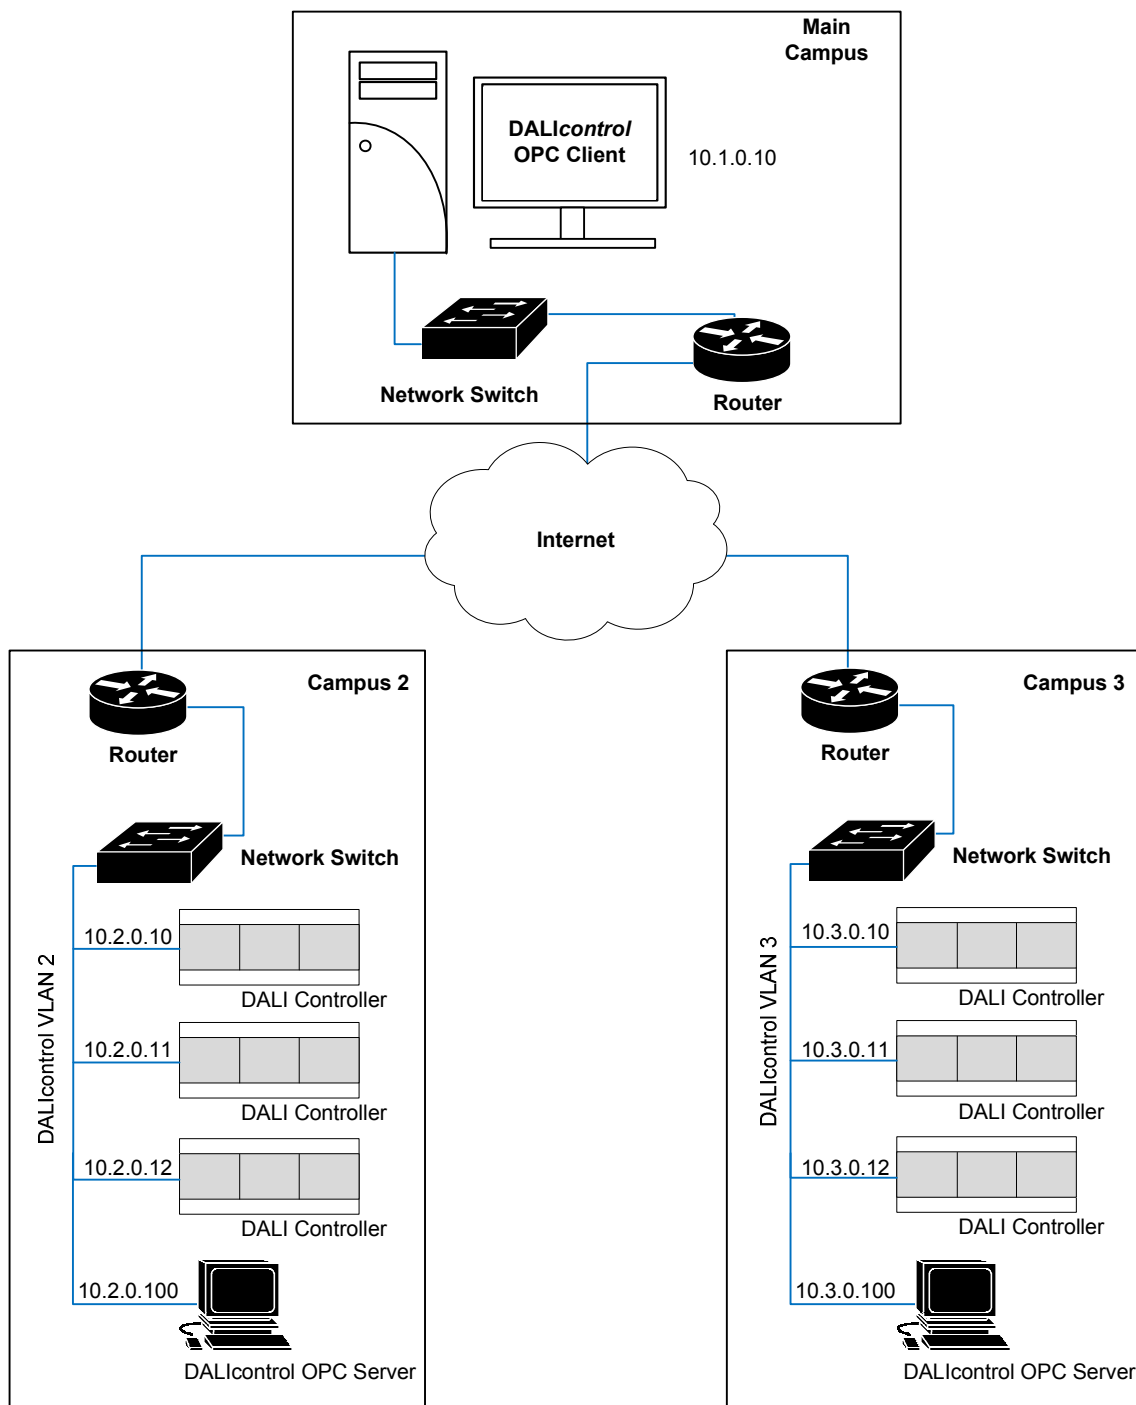 Main
Campus
DALIcontrol
OPC Client
10.1.0.10
Network Switch
Router
Internet
Campus 2
Router
Network Switch
DALIcontrol VLAN 2
10.2.0.10
DALI Controller
10.2.0.11
DALI Controller
10.2.0.12
DALI Controller
10.2.0.100
DALIcontrol OPC Server
Campus 3
Router
Network Switch
DALIcontrol VLAN 3
10.3.0.10
DALI Controller
10.3.0.11
DALI Controller
10.3.0.12
DALI Controller
10.3.0.100
DALIcontrol OPC Server